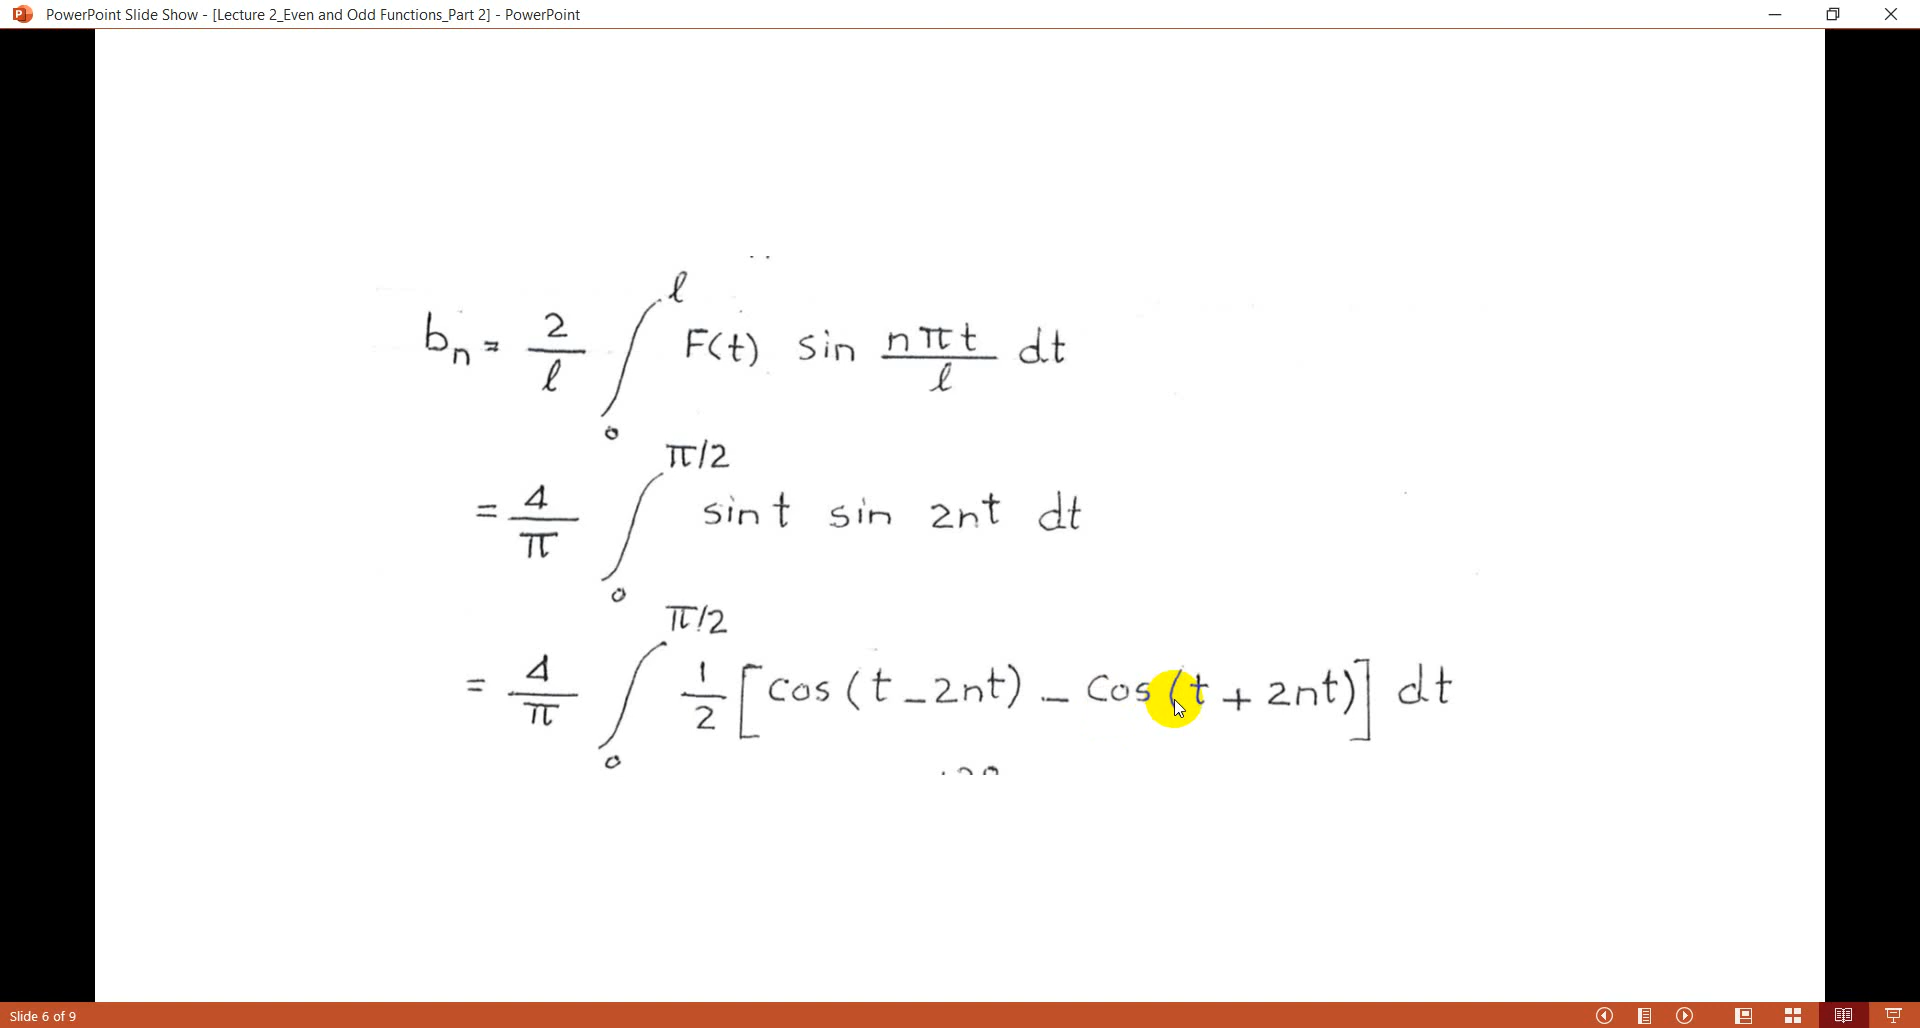 PowerPoint Slide Show - [Lecture 2_Even and Odd Functions_Part 2] - PowerPoint
bn = 2/ℓ ∫₀^ℓ F(t) sin nπt/ℓ dt
= 4/π ∫₀^π/2 sin t sin 2nt dt
= 4/π ∫₀^π/2 1/2 [cos (t - 2nt) - Cos (t + 2nt)] dt
Slide 6 of 9